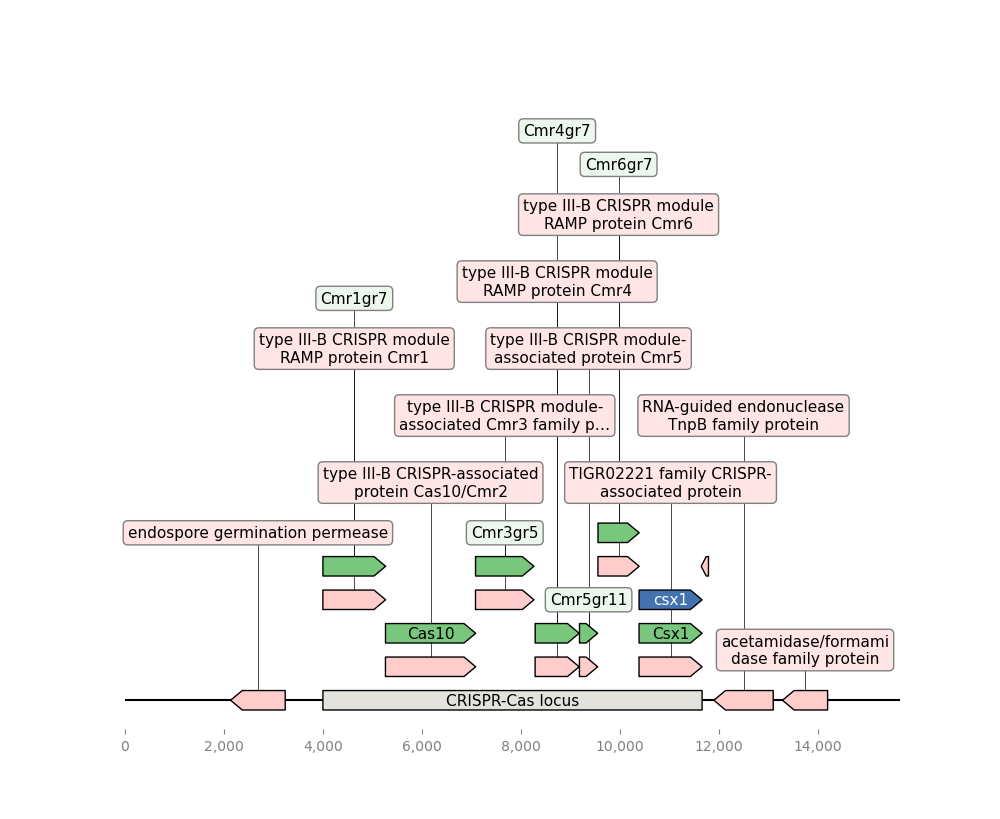 Cmr4gr7
Cmr6gr7
type III-B CRISPR module
RAMP protein Cmr6
type III-B CRISPR module
RAMP protein Cmr4
Cmr1gr7
type III-B CRISPR module
RAMP protein Cmr1
type III-B CRISPR module-
associated protein Cmr5
type III-B CRISPR module-
associated Cmr3 family p...
RNA-guided endonuclease
TnpB family protein
type III-B CRISPR-associated
protein Cas10/Cmr2
TIGR02221 family CRISPR-
associated protein
endospore germination permease
Cmr3gr5
Cmr5gr11
csx1
Cas10
Csx1
acetamidase/formami
dase family protein
CRISPR-Cas locus
0
2,000
4,000
6,000
8,000
10,000
12,000
14,000